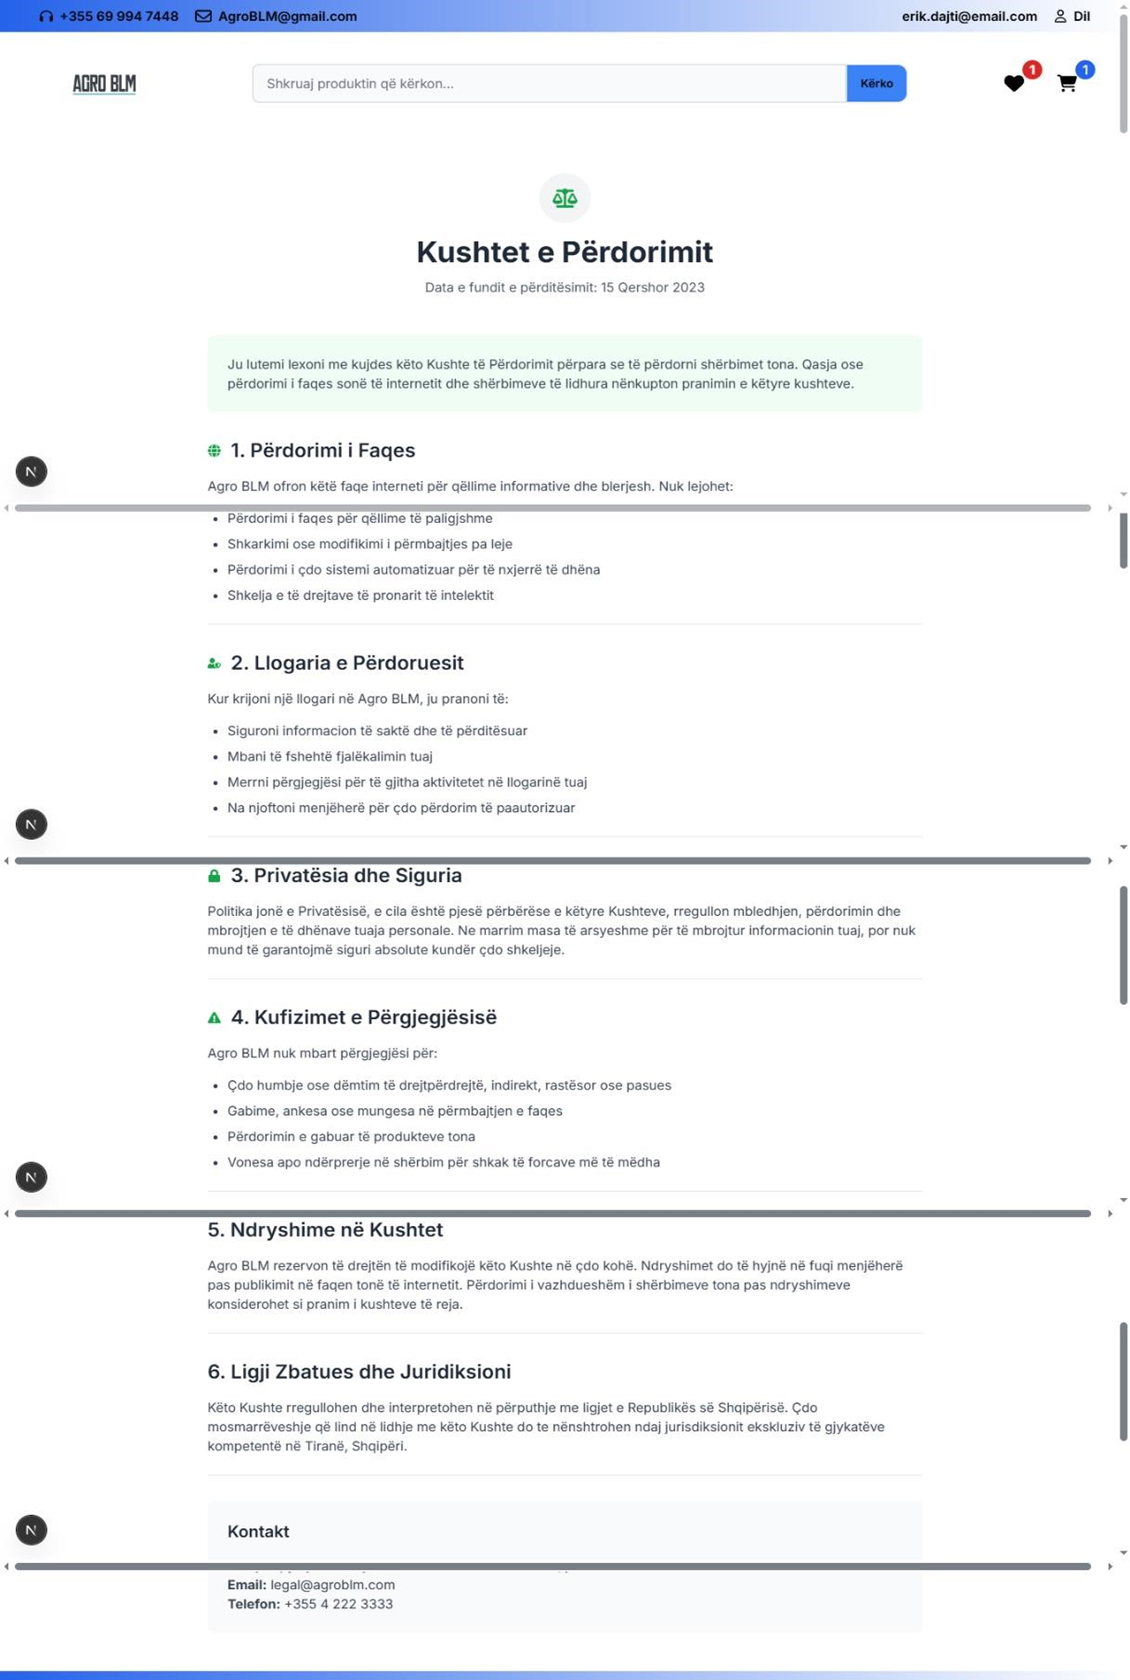 +355 69 994 7448 AgroBLM@gmail.com erik.dajti@email.com Dil
AGRO BLM Shkruaj produktin që kërkon... Kërko 1 1
Kushtet e Përdorimit
Data e fundit e përditësimit: 15 Qershor 2023
Ju lutemi lexoni me kujdes këto Kushte të Përdorimit përpara se të përdorni shërbimet tona. Qasja ose
përdorimi i faqes sonë të internetit dhe shërbimeve të lidhura nënkupton pranimin e këtyre kushteve.
1. Përdorimi i Faqes
Agro BLM ofron këtë faqe interneti për qëllime informative dhe blerjesh. Nuk lejohet:
N
• Përdorimi i faqes për qëllime të paligjshme
• Shkarkimi ose modifikimi i përmbajtjes pa leje
• Përdorimi i çdo sistemi automatizuar për të nxjerrë të dhëna
• Shkelja e të drejtave të pronarit të intelektit
2. Llogaria e Përdoruesit
Kur krijoni një llogari në Agro BLM, ju pranoni të:
• Siguroni informacion të saktë dhe të përditësuar
• Mbani të fshehtë fjalëkalimin tuaj
• Merrni përgjegjësi për të gjitha aktivitetet në llogarinë tuaj
• Na njoftoni menjëherë për çdo përdorim të paautorizuar
N
3. Privatësia dhe Siguria
Politika jonë e Privatësisë, e cila është pjesë përbërëse e këtyre Kushteve, rregullon mbledhjen, përdorimin dhe
mbrojtjen e të dhënave tuaja personale. Ne marrim masa të arsyeshme për të mbrojtur informacionin tuaj, por nuk
mund të garantojmë siguri absolute kundër çdo shkeljeje.
4. Kufizimet e Përgjegjësisë
Agro BLM nuk mbart përgjegjësi për:
• Çdo humbje ose dëmtim të drejtpërdrejtë, indirekt, rastësor ose pasues
• Gabime, ankesa ose mungesa në përmbajtjen e faqes
• Përdorimin e gabuar të produkteve tona
• Vonesa apo ndërprerje në shërbim për shkak të forcave më të mëdha
N
5. Ndryshime në Kushtet
Agro BLM rezervon të drejtën të modifikojë këto Kushte në çdo kohë. Ndryshimet do të hyjnë në fuqi menjëherë
pas publikimit në faqen tonë të internetit. Përdorimi i vazhdueshëm i shërbimeve tona pas ndryshimeve
konsiderohet si pranim i kushteve të reja.
6. Ligji Zbatues dhe Juridiksioni
Këto Kushte rregullohen dhe interpretohen në përputhje me ligjet e Republikës së Shqipërisë. Çdo
mosmarrëveshje që lind në lidhje me këto Kushte do te nënshtrohen ndaj jurisdiksionit ekskluziv të gjykatëve
kompetentë në Tiranë, Shqipëri.
Kontakt
N
Email: legal@agroblm.com
Telefon: +355 4 222 3333